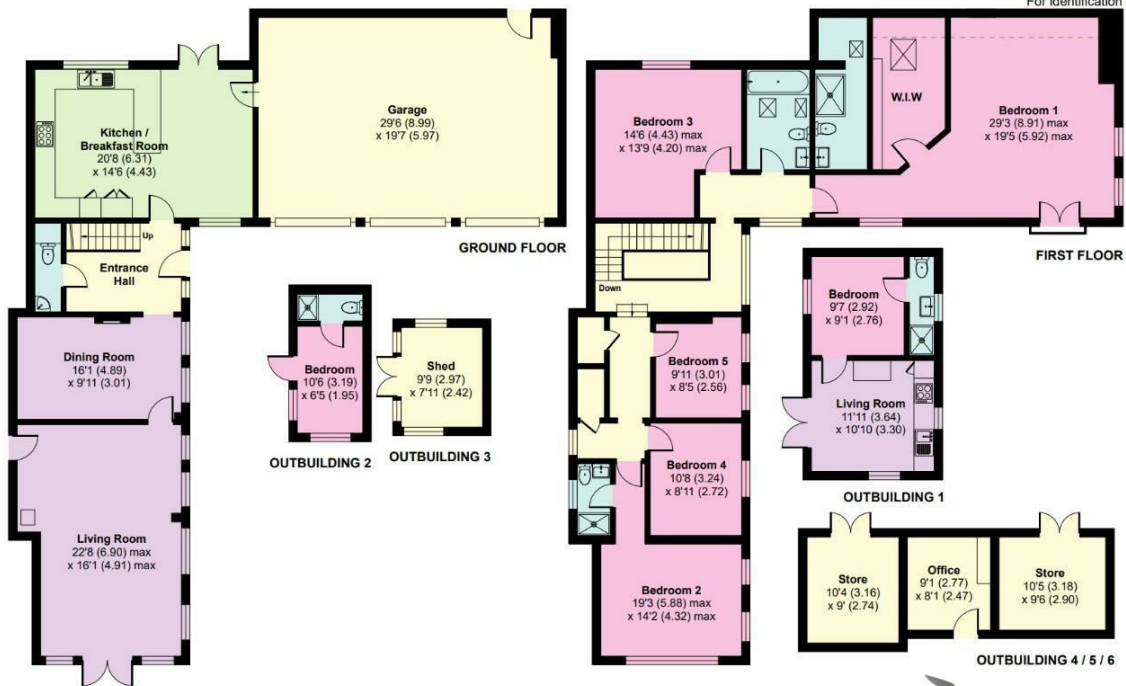 For Identification
Kitchen /
Breakfast Room
20'8 (6.31)
x 14'6 (4.43)
Garage
29'6 (8.99)
x 19'7 (5.97)
Up
Entrance
Hall
GROUND FLOOR
Dining Room
16'1 (4.89)
x 9'11 (3.01)
Living Room
22'8 (6.90) max
x 16'1 (4.91) max
Bedroom
10'6 (3.19)
x 6'5 (1.95)
OUTBUILDING 2
Shed
9'9 (2.97)
x 7'11 (2.42)
OUTBUILDING 3
Bedroom 3
14'6 (4.43) max
x 13'9 (4.20) max
W.I.W
Bedroom 1
29'3 (8.91) max
x 19'5 (5.92) max
FIRST FLOOR
Down
Bedroom 5
9'11 (3.01)
x 8'5 (2.56)
Bedroom 4
10'8 (3.24)
x 8'11 (2.72)
Bedroom 2
19'3 (5.88) max
x 14'2 (4.32) max
Bedroom
9'7 (2.92)
x 9'1 (2.76)
Living Room
11'11 (3.64)
x 10'10 (3.30)
OUTBUILDING 1
Store
10'4 (3.16)
x 9' (2.74)
Office
9'1 (2.77)
x 8'1 (2.47)
Store
10'5 (3.18)
x 9'6 (2.90)
OUTBUILDING 4 / 5 / 6